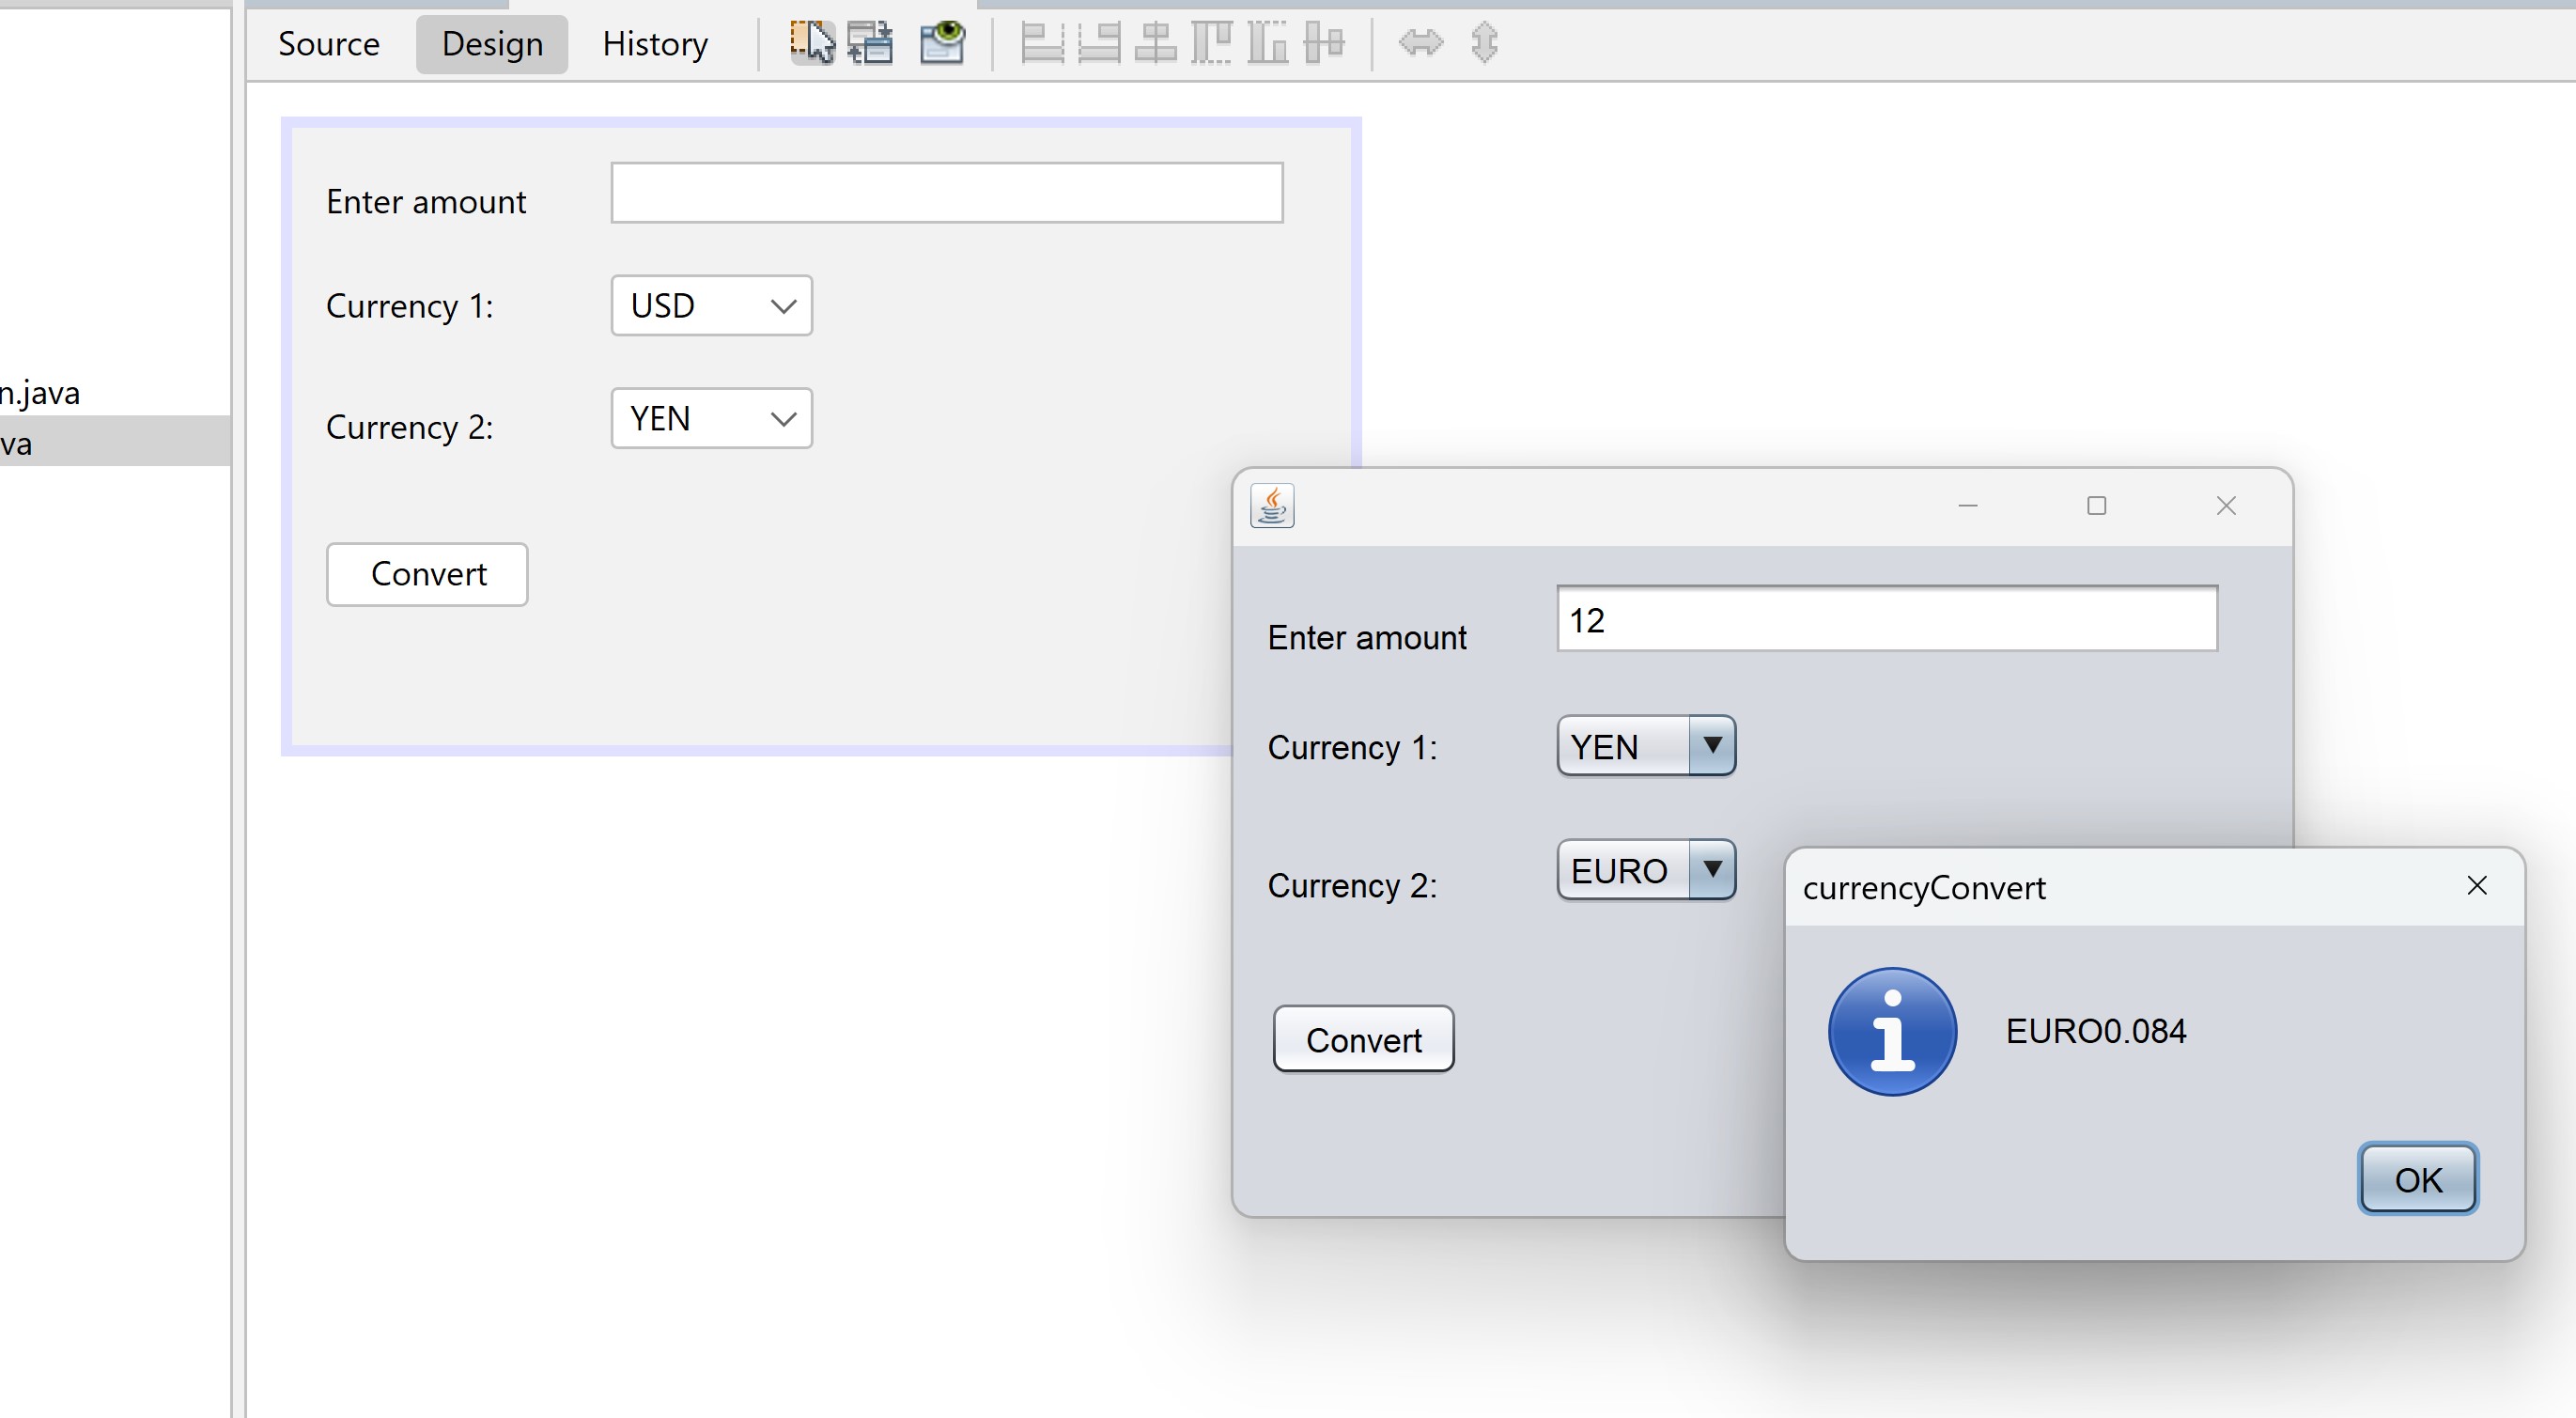 Source Design History
Enter amount
Currency 1: USD
n.java
Currency 2: YEN
va
Convert
Enter amount 12
Currency 1: YEN
Currency 2: EURO
Convert
currencyConvert
EURO0.084
OK